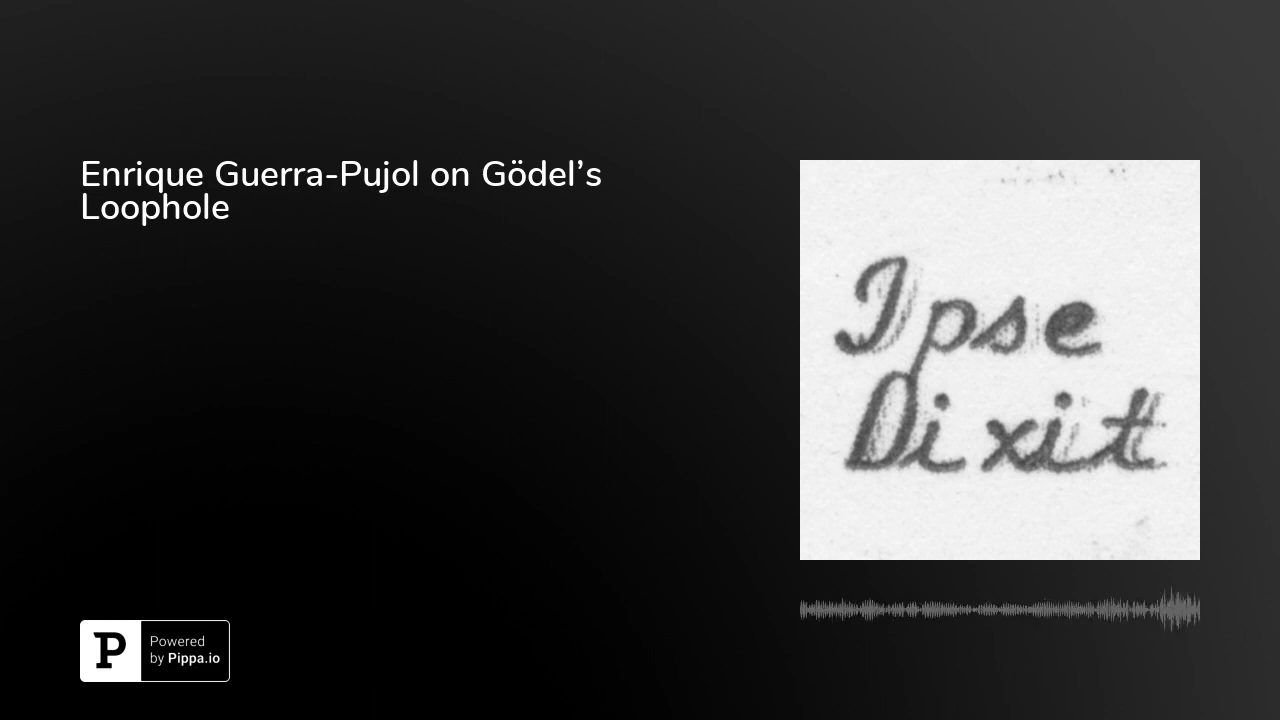 Enrique Guerra-Pujol on Gödel’s
Loophole
Ipse
Dixit
P
Powered
by Pippa.io